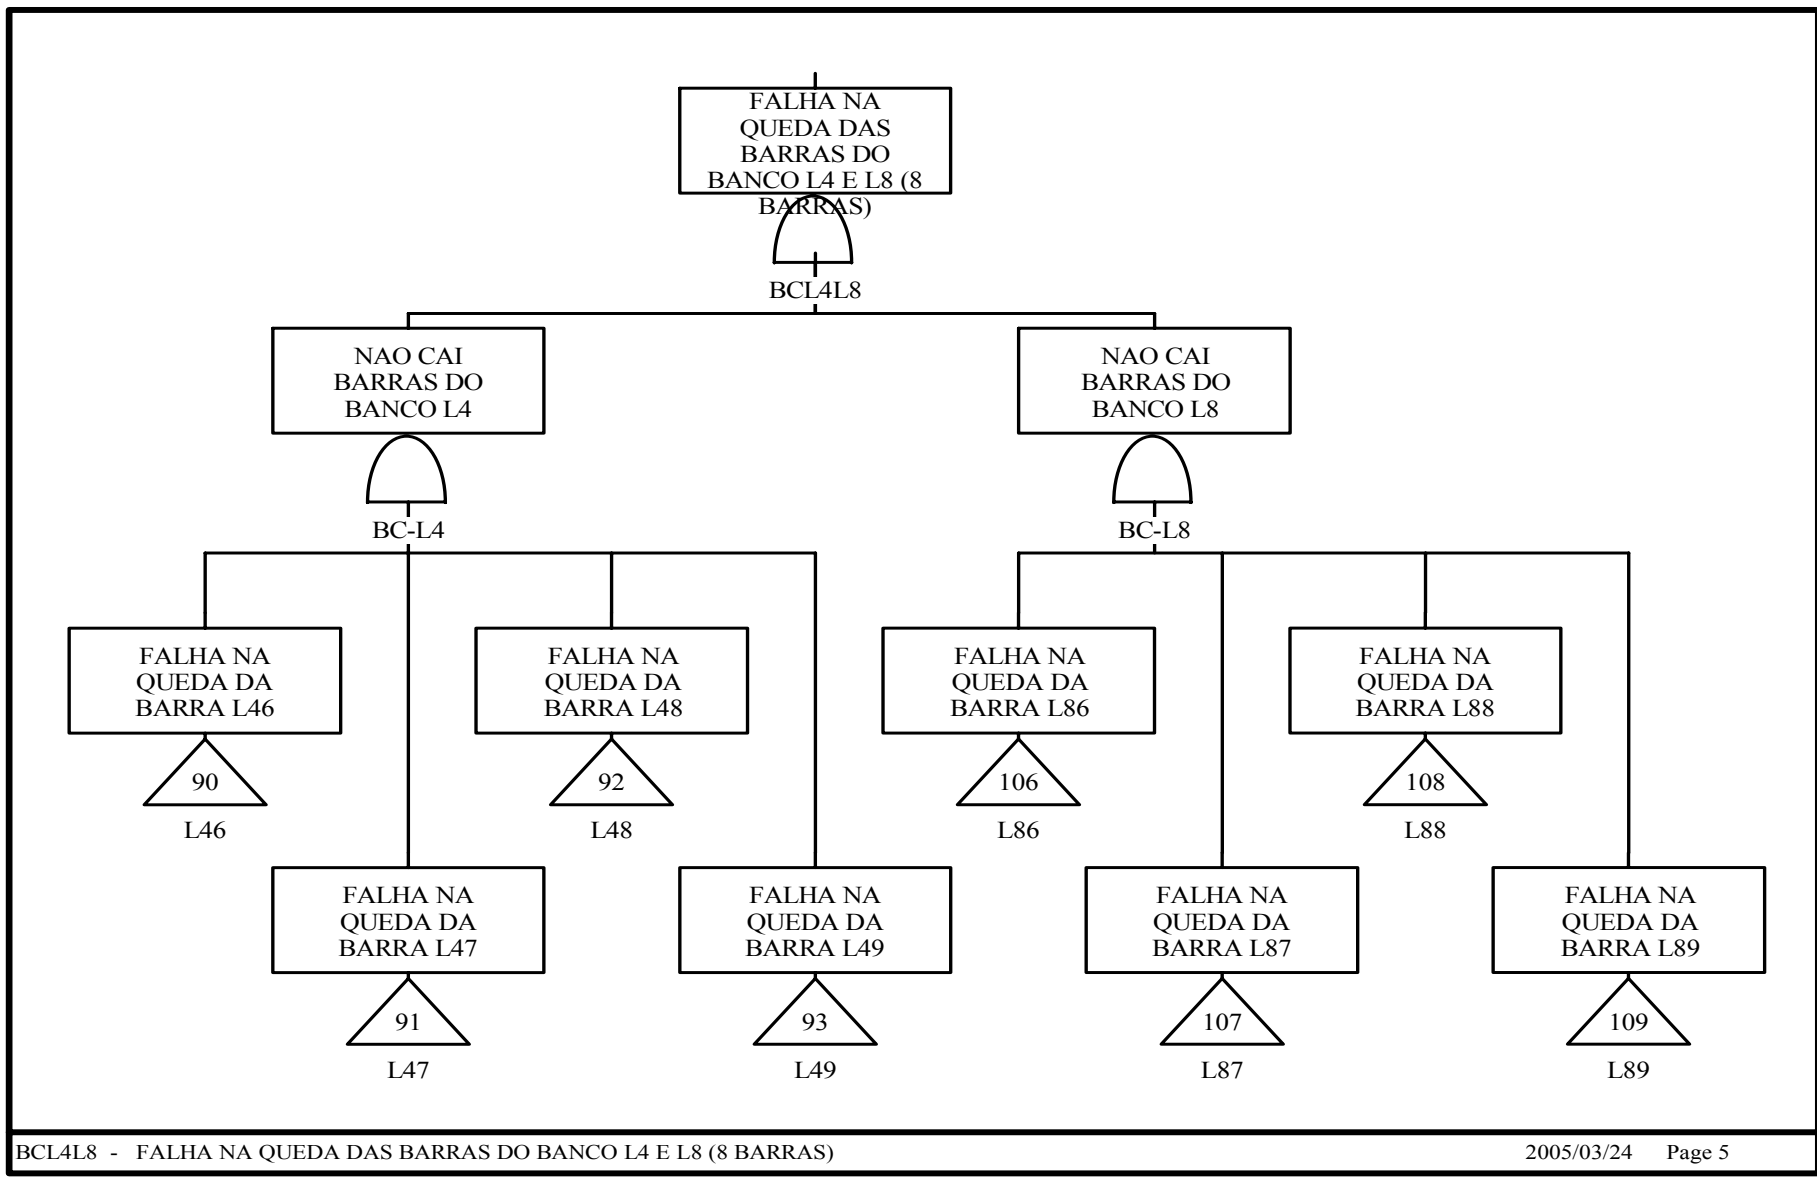 FALHA NA
QUEDA DAS
BARRAS DO
BANCO L4 E L8 (8
BARRAS)
BCL4L8
NAO CAI
BARRAS DO
BANCO L4
BC-L4
NAO CAI
BARRAS DO
BANCO L8
BC-L8
FALHA NA
QUEDA DA
BARRA L46
90
L46
FALHA NA
QUEDA DA
BARRA L48
92
L48
FALHA NA
QUEDA DA
BARRA L86
106
L86
FALHA NA
QUEDA DA
BARRA L88
108
L88
FALHA NA
QUEDA DA
BARRA L47
91
L47
FALHA NA
QUEDA DA
BARRA L49
93
L49
FALHA NA
QUEDA DA
BARRA L87
107
L87
FALHA NA
QUEDA DA
BARRA L89
109
L89
BCL4L8 - FALHA NA QUEDA DAS BARRAS DO BANCO L4 E L8 (8 BARRAS) 2005/03/24 Page 5